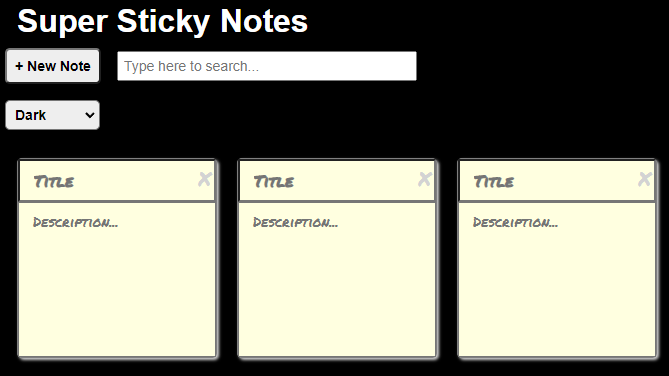 Super Sticky Notes
+ New Note
Type here to search...
Dark
Title Title Title
Description... Description... Description...